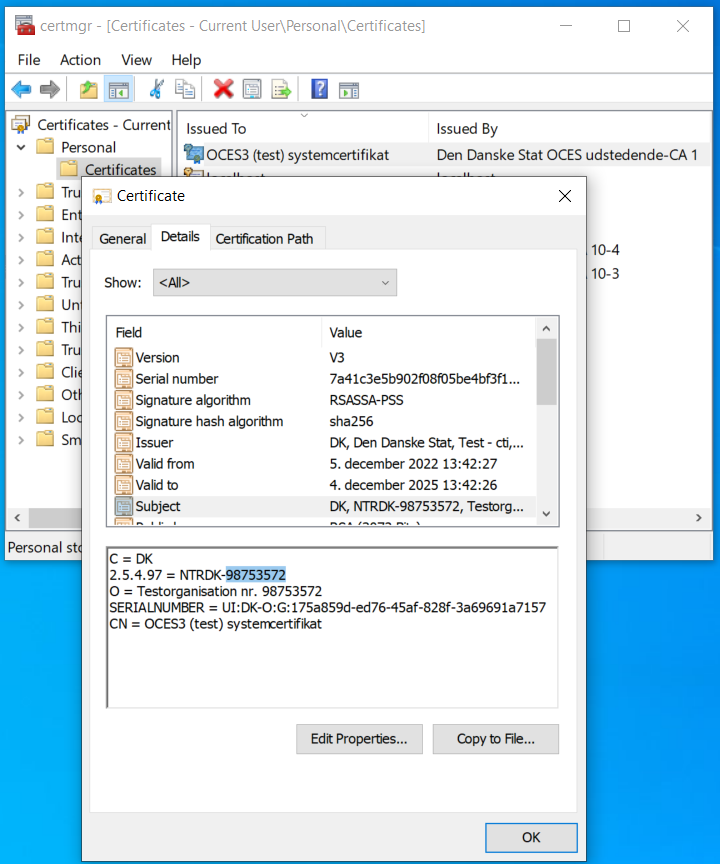 certmgr - [Certificates - Current User\Personal\Certificates]
File Action View Help
Certificates - Current
Personal
Certificates
Tru
Ent
Inte
Act
Tru
Unt
Thi
Tru
Clie
Oth
Loc
Sm
Issued To Issued By
OCES3 (test) systemcertifikat Den Danske Stat OCES udstedende-CA 1
localhost localhost
10-4
10-3
Personal sto
Certificate
General Details Certification Path
Show: <All>
Field Value
Version V3
Serial number 7a41c3e5b902f08f05be4bf3f1...
Signature algorithm RSASSA-PSS
Signature hash algorithm sha256
Issuer DK, Den Danske Stat, Test - cti,...
Valid from 5. december 2022 13:42:27
Valid to 4. december 2025 13:42:26
Subject DK, NTRDK-98753572, Testorg...
C = DK
2.5.4.97 = NTRDK-98753572
O = Testorganisation nr. 98753572
SERIALNUMBER = UI:DK-O:G:175a859d-ed76-45af-828f-3a69691a7157
CN = OCES3 (test) systemcertifikat
Edit Properties... Copy to File...
OK